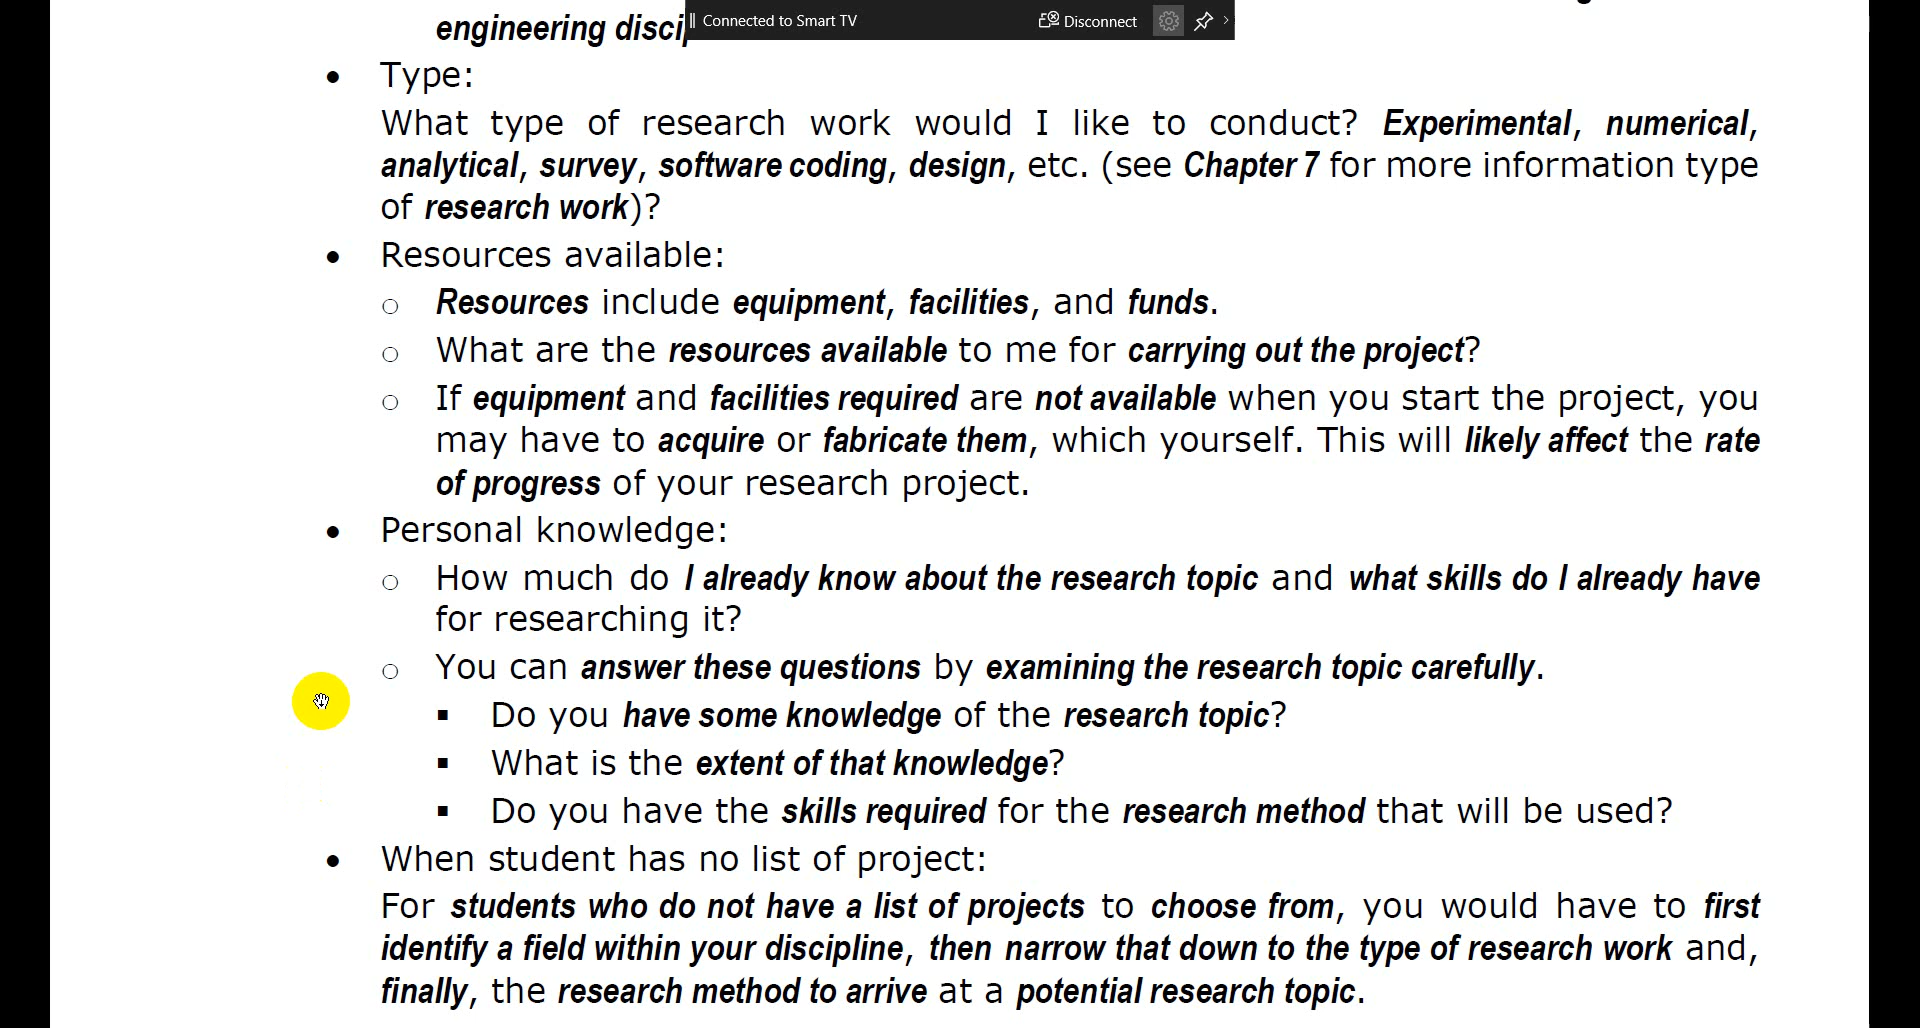 Connected to Smart TV
Disconnect
engineering
• Type:
What type of research work would I like to conduct? Experimental, numerical,
analytical, survey, software coding, design, etc. (see Chapter 7 for more information type
of research work)?
• Resources available:
○ Resources include equipment, facilities, and funds.
○ What are the resources available to me for carrying out the project?
○ If equipment and facilities required are not available when you start the project, you
may have to acquire or fabricate them, which yourself. This will likely affect the rate
of progress of your research project.
• Personal knowledge:
○ How much do I already know about the research topic and what skills do I already have
for researching it?
○ You can answer these questions by examining the research topic carefully.
▪ Do you have some knowledge of the research topic?
▪ What is the extent of that knowledge?
▪ Do you have the skills required for the research method that will be used?
• When student has no list of project:
For students who do not have a list of projects to choose from, you would have to first
identify a field within your discipline, then narrow that down to the type of research work and,
finally, the research method to arrive at a potential research topic.